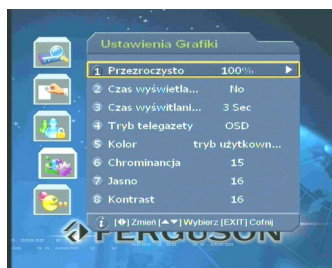 Ustawienia Grafiki
1 Przezroczysto 100% ▶
2 Czas wyświetla... No
3 Czas wyświtlani... 3 Sec
4 Tryb telegazety OSD
5 Kolor tryb użytkown...
6 Chrominancja 15
7 Jasno 16
8 Kontrast 16
i [✥] Zmień [▲▼] Wybierz [EXIT] Cofnij
FERGUSON